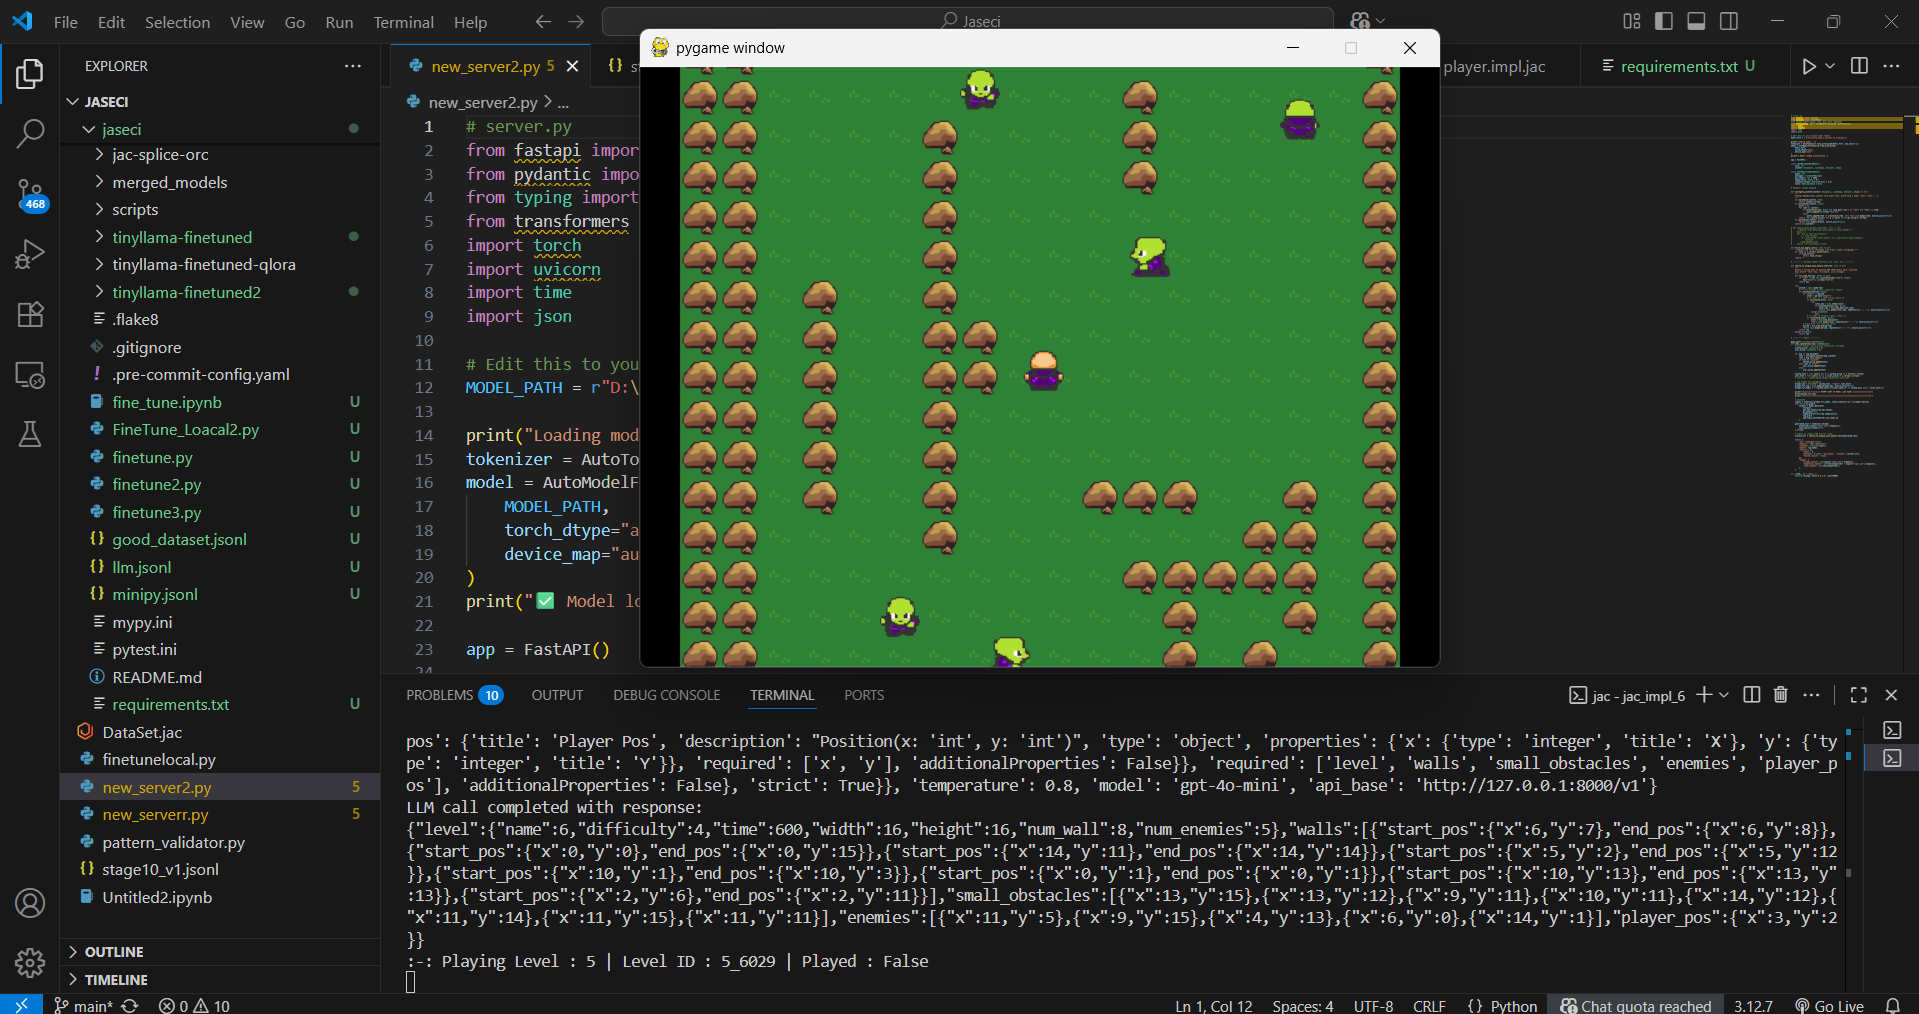 File Edit Selection View Go Run Terminal Help
Jaseci
EXPLORER
JASECI
jaseci
jac-splice-orc
merged_models
scripts
tinyllama-finetuned
tinyllama-finetuned-qlora
tinyllama-finetuned2
.flake8
.gitignore
.pre-commit-config.yaml
fine_tune.ipynb U
FineTune_Loacal2.py U
finetune.py U
finetune2.py U
finetune3.py U
good_dataset.jsonl U
llm.jsonl U
minipy.jsonl U
mypy.ini
pytest.ini
README.md
requirements.txt U
DataSet.jac
finetunelocal.py
new_server2.py 5
new_serverr.py 5
pattern_validator.py
stage10_v1.jsonl
Untitled2.ipynb
OUTLINE
TIMELINE
468
new_server2.py 5
player.impl.jac
requirements.txt U
new_server2.py > ...
1 # server.py
2 from fastapi impor
3 from pydantic impo
4 from typing import
5 from transformers
6 import torch
7 import uvicorn
8 import time
9 import json
10
11 # Edit this to you
12 MODEL_PATH = r"D:\
13
14 print("Loading mod
15 tokenizer = AutoTo
16 model = AutoModelF
17 MODEL_PATH,
18 torch_dtype="a
19 device_map="au
20 )
21 print("✅ Model lo
22
23 app = FastAPI()
24
pygame window
PROBLEMS 10 OUTPUT DEBUG CONSOLE TERMINAL PORTS
jac - jac_impl_6
pos': {'title': 'Player Pos', 'description': "Position(x: 'int', y: 'int')", 'type': 'object', 'properties': {'x': {'type': 'integer', 'title': 'X'}, 'y': {'ty
pe': 'integer', 'title': 'Y'}}, 'required': ['x', 'y'], 'additionalProperties': False}}, 'required': ['level', 'walls', 'small_obstacles', 'enemies', 'player_p
os'], 'additionalProperties': False}, 'strict': True}}, 'temperature': 0.8, 'model': 'gpt-4o-mini', 'api_base': 'http://127.0.0.1:8000/v1'}
LLM call completed with response:
{"level":{"name":6,"difficulty":4,"time":600,"width":16,"height":16,"num_wall":8,"num_enemies":5},"walls":[{"start_pos":{"x":6,"y":7},"end_pos":{"x":6,"y":8}},
{"start_pos":{"x":0,"y":0},"end_pos":{"x":0,"y":15}},{"start_pos":{"x":14,"y":11},"end_pos":{"x":14,"y":14}},{"start_pos":{"x":5,"y":2},"end_pos":{"x":5,"y":12
}},{"start_pos":{"x":10,"y":1},"end_pos":{"x":10,"y":3}},{"start_pos":{"x":0,"y":1},"end_pos":{"x":0,"y":1}},{"start_pos":{"x":10,"y":13},"end_pos":{"x":13,"y"
:13}},{"start_pos":{"x":2,"y":6},"end_pos":{"x":2,"y":11}}],"small_obstacles":[{"x":13,"y":15},{"x":13,"y":12},{"x":9,"y":11},{"x":10,"y":11},{"x":14,"y":12},{
"x":11,"y":14},{"x":11,"y":15},{"x":11,"y":11}],"enemies":[{"x":11,"y":5},{"x":9,"y":15},{"x":4,"y":13},{"x":6,"y":0},{"x":14,"y":1}],"player_pos":{"x":3,"y":2
}}
:-: Playing Level : 5 | Level ID : 5_6029 | Played : False
main* 0 10
Ln 1, Col 12 Spaces: 4 UTF-8 CRLF {} Python Chat quota reached 3.12.7 Go Live